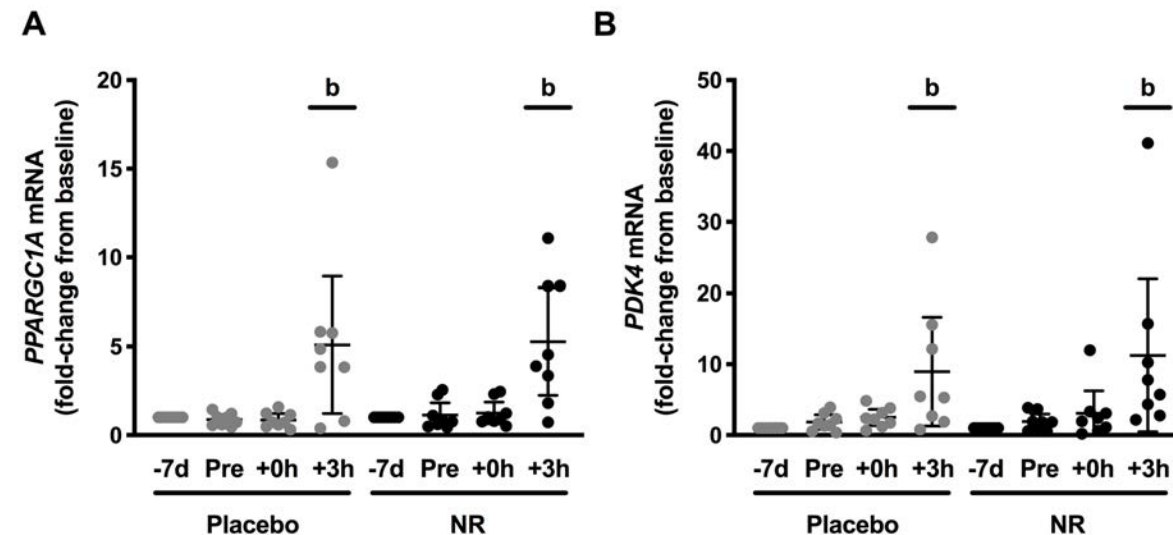 A
PPARGC1A mRNA
(fold-change from baseline)
20
15
10
5
0
b
b
-7d Pre +0h +3h -7d Pre +0h +3h
Placebo NR
B
PDK4 mRNA
(fold-change from baseline)
50
40
30
20
10
0
b
b
-7d Pre +0h +3h -7d Pre +0h +3h
Placebo NR